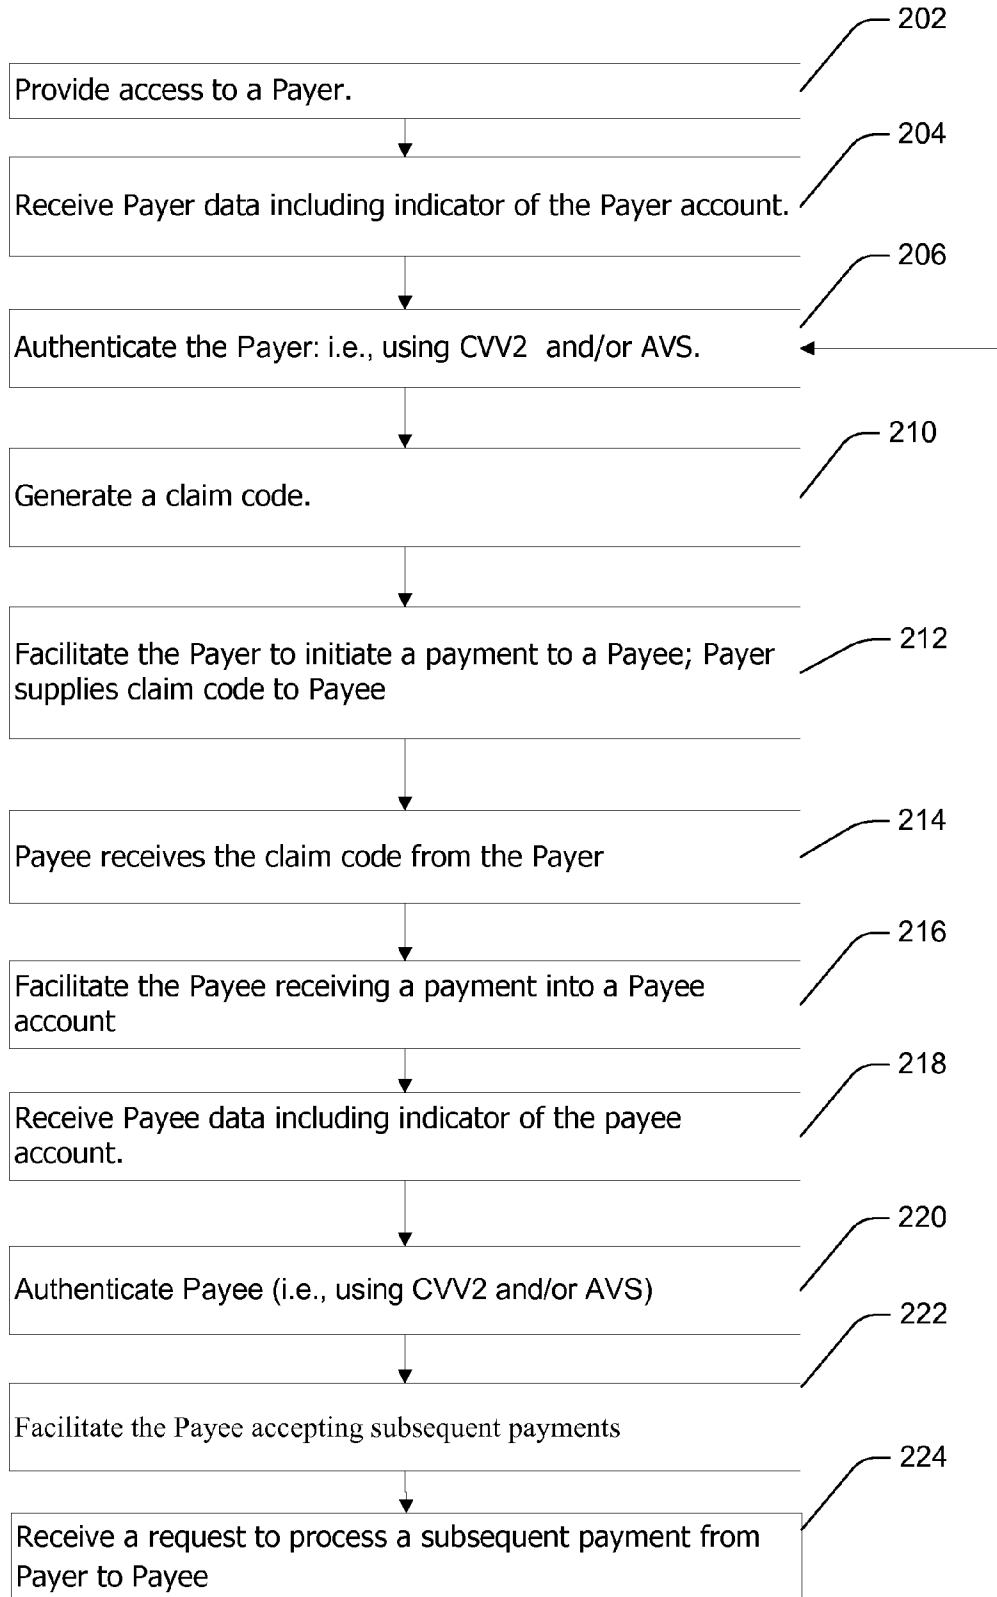 202
Provide access to a Payer.
204
Receive Payer data including indicator of the Payer account.
206
Authenticate the Payer: i.e., using CVV2 and/or AVS.
210
Generate a claim code.
212
Facilitate the Payer to initiate a payment to a Payee; Payer
supplies claim code to Payee
214
Payee receives the claim code from the Payer
216
Facilitate the Payee receiving a payment into a Payee
account
218
Receive Payee data including indicator of the payee
account.
220
Authenticate Payee (i.e., using CVV2 and/or AVS)
222
Facilitate the Payee accepting subsequent payments
224
Receive a request to process a subsequent payment from
Payer to Payee